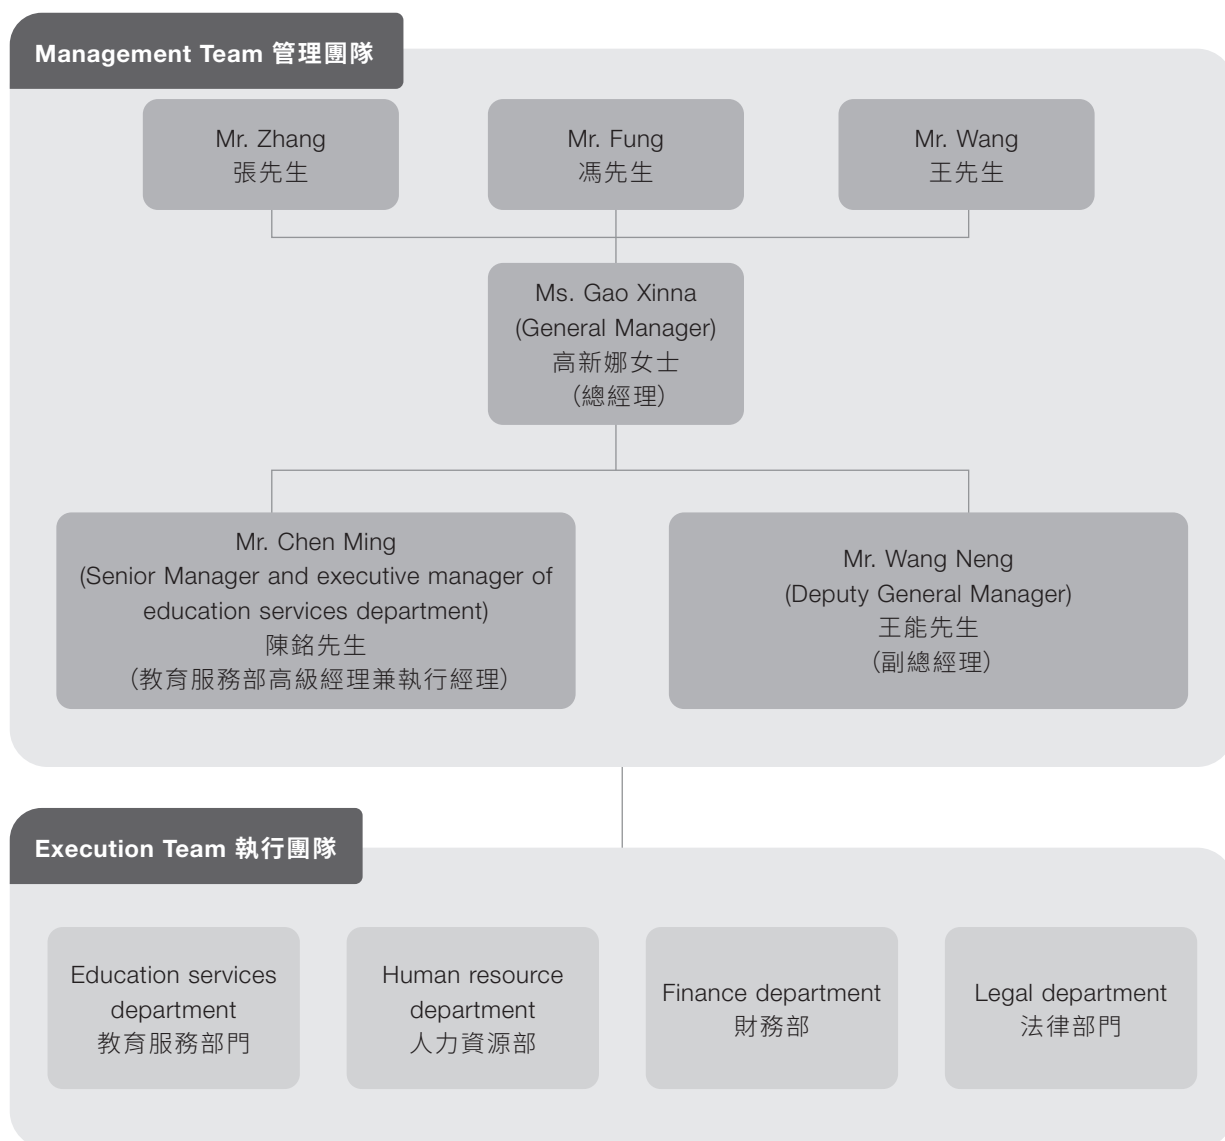 Management Team 管理團隊
Mr. Zhang
張先生
Mr. Fung
馮先生
Mr. Wang
王先生
Ms. Gao Xinna
(General Manager)
高新娜女士
(總經理)
Mr. Chen Ming
(Senior Manager and executive manager of
education services department)
陳銘先生
(教育服務部高級經理兼執行經理)
Mr. Wang Neng
(Deputy General Manager)
王能先生
(副總經理)
Execution Team 執行團隊
Education services
department
教育服務部門
Human resource
department
人力資源部
Finance department
財務部
Legal department
法律部門